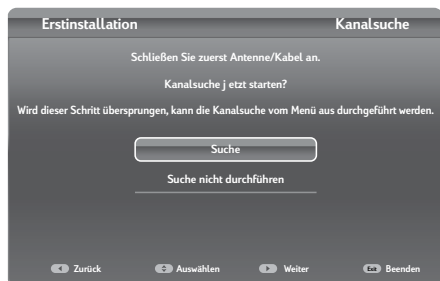 Erstinstallation Kanalsuche
Schließen Sie zuerst Antenne/Kabel an.
Kanalsuche j etzt starten?
Wird dieser Schritt übersprungen, kann die Kanalsuche vom Menü aus durchgeführt werden.
Suche
Suche nicht durchführen
Zurück Auswählen Weiter Exit Beenden